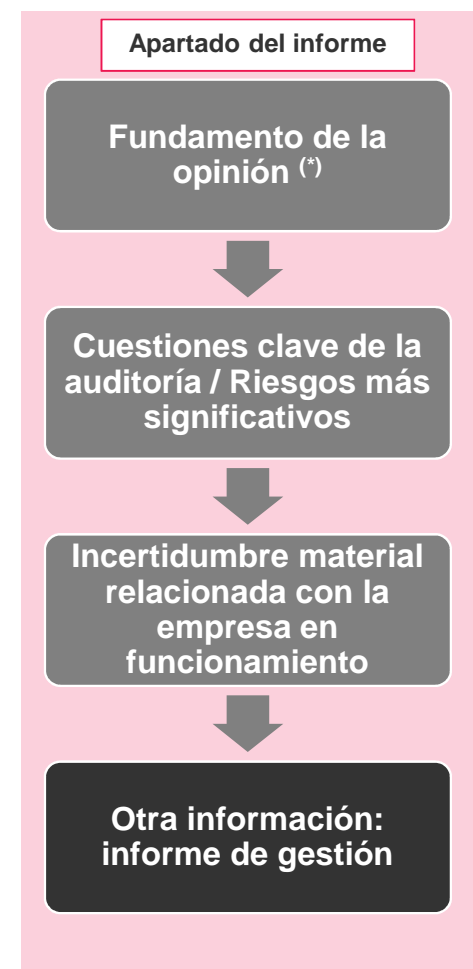 Apartado del informe
Fundamento de la
opinión (*)
Cuestiones clave de la
auditoría / Riesgos más
significativos
Incertidumbre material
relacionada con la
empresa en
funcionamiento
Otra información:
informe de gestión